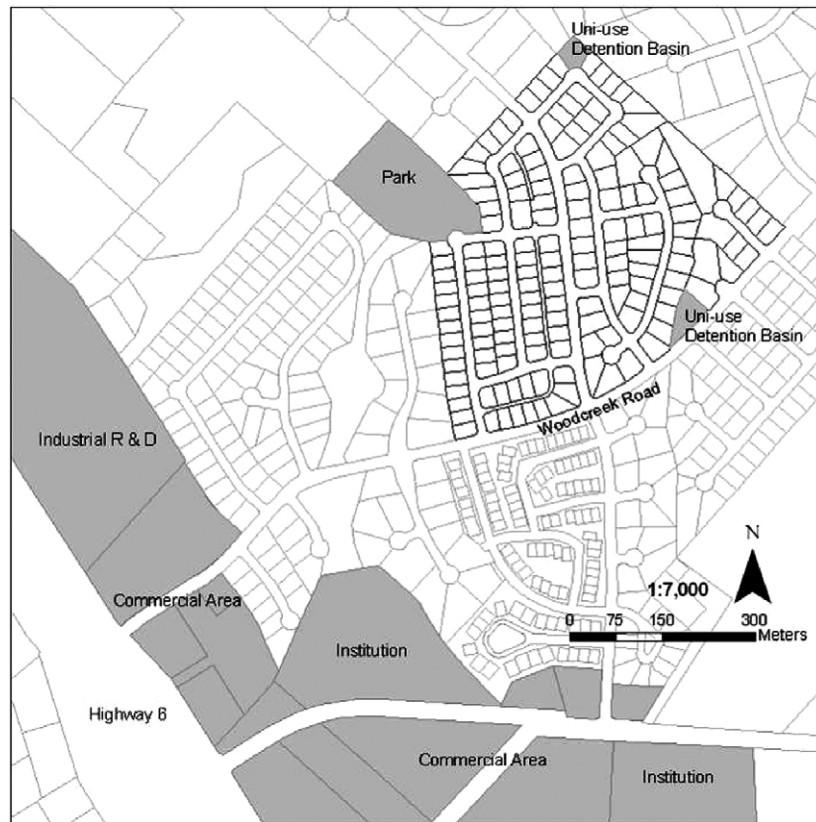 Uni-use
Detention Basin
Park
Uni-use
Detention Basin
Woodcreek Road
Industrial R & D
N
1:7,000
Commercial Area
0 75 150 300
Meters
Institution
Highway 6
Commercial Area
Institution